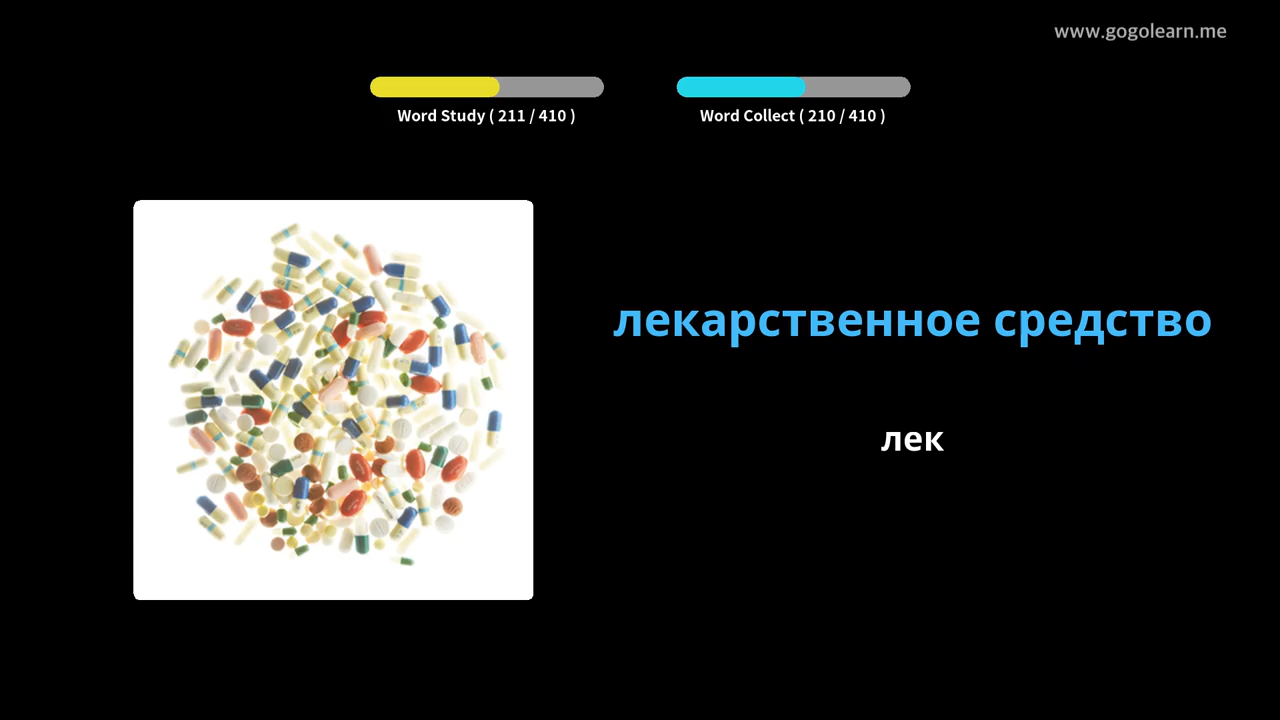 www.gogolearn.me
Word Study ( 211 / 410 )
Word Collect ( 210 / 410 )
лекарственное средство
лек